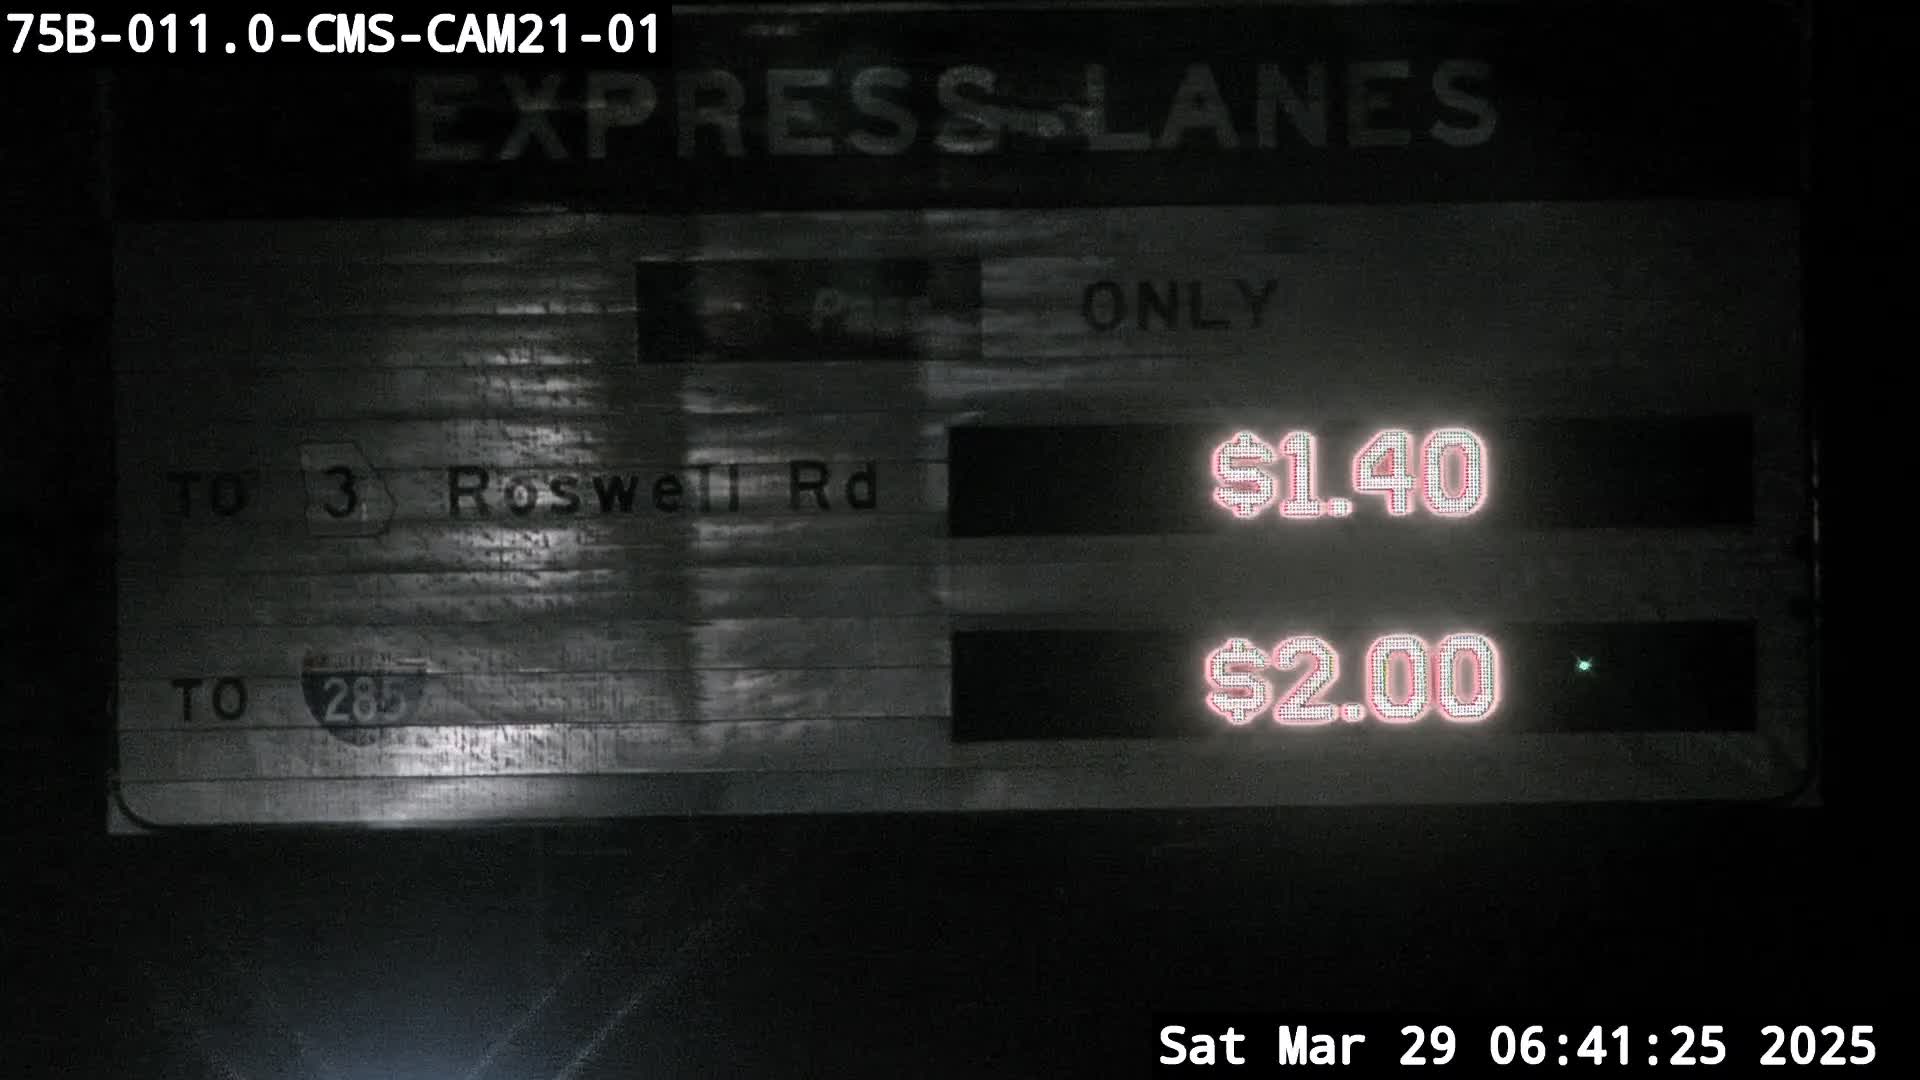 75B-011.0-CMS-CAM21-01
EXPRESS LANES
ONLY
TO 3 Roswell Rd $1.40
TO 285 $2.00
Sat Mar 29 06:41:25 2025